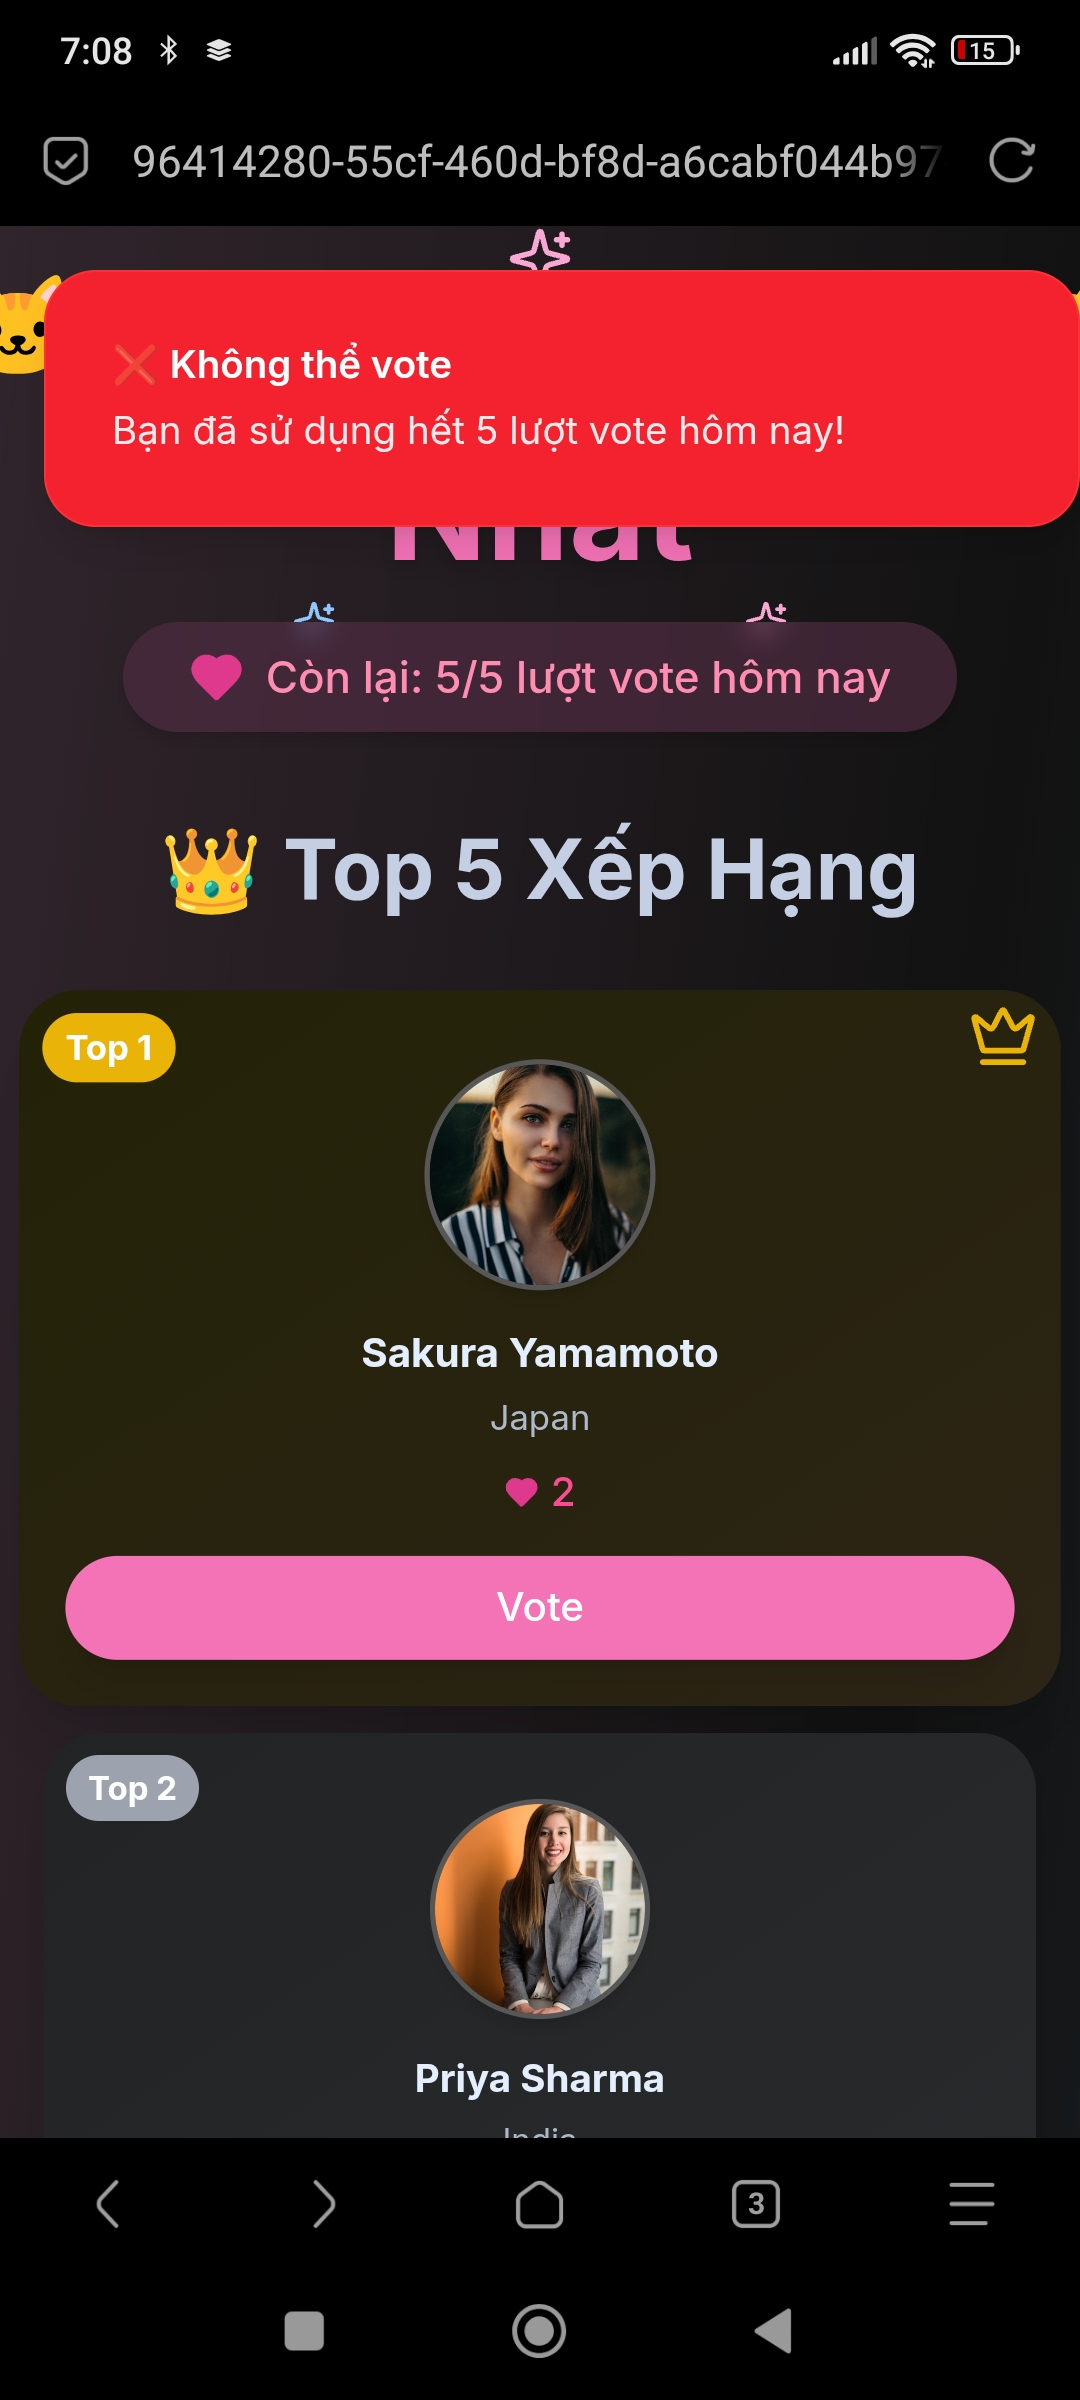 7:08
15
96414280-55cf-460d-bf8d-a6cabf044b97
❌ Không thể vote
Bạn đã sử dụng hết 5 lượt vote hôm nay!
Nhất
Còn lại: 5/5 lượt vote hôm nay
👑 Top 5 Xếp Hạng
Top 1
Sakura Yamamoto
Japan
2
Vote
Top 2
Priya Sharma
India
3